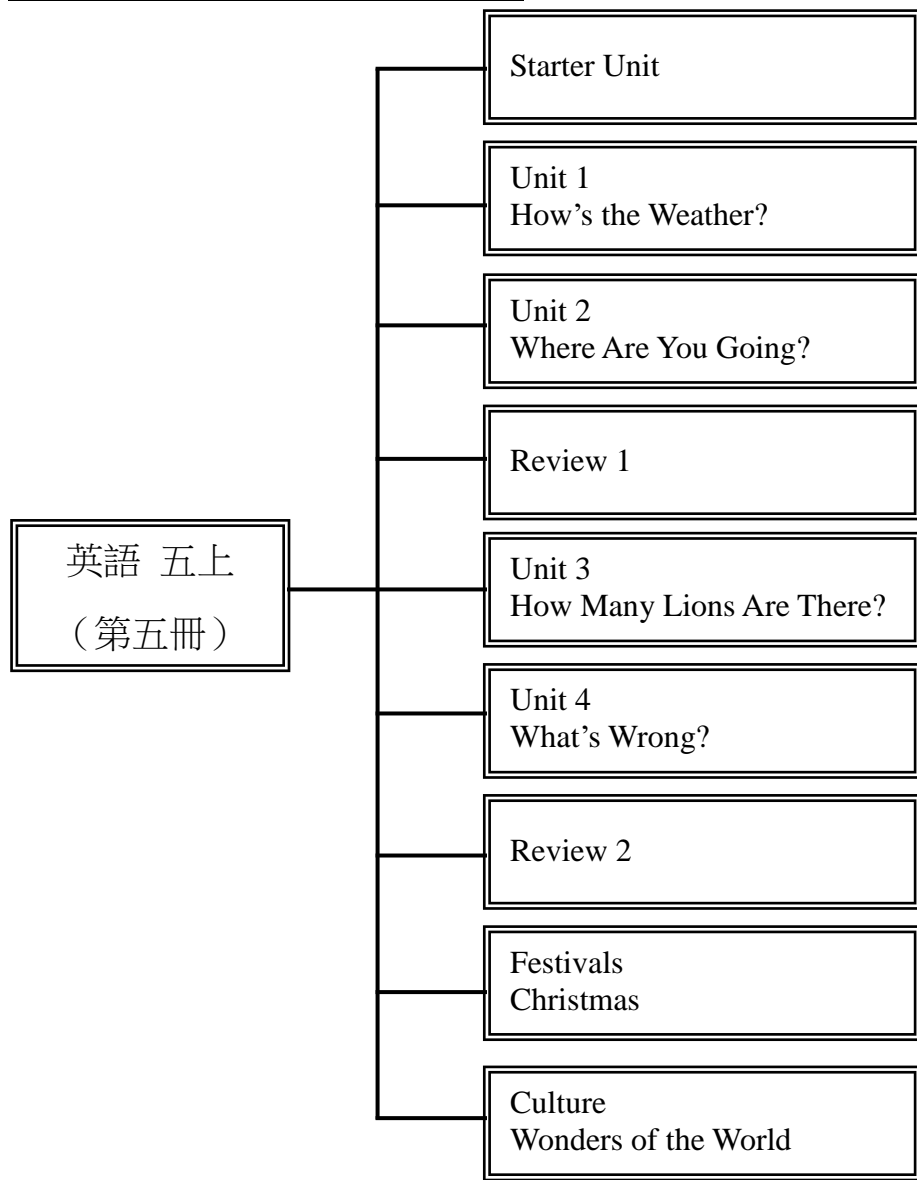 Starter Unit
Unit 1
How’s the Weather?
Unit 2
Where Are You Going?
Review 1
英語 五上
（第五冊）
Unit 3
How Many Lions Are There?
Unit 4
What’s Wrong?
Review 2
Festivals
Christmas
Culture
Wonders of the World